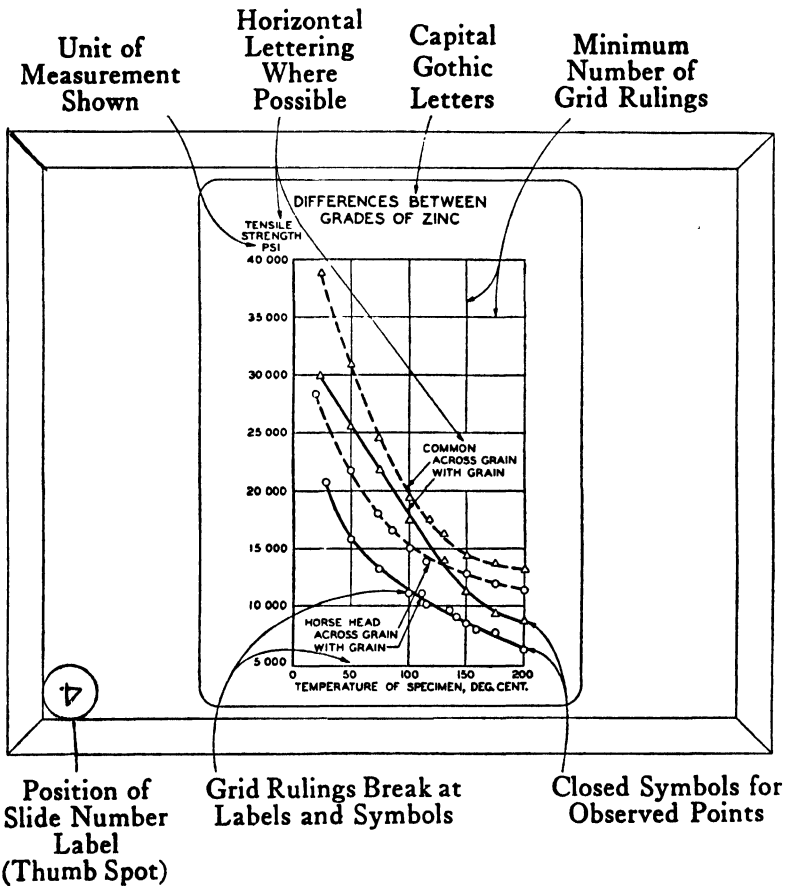 Unit of
Measurement
Shown
Horizontal
Lettering
Where
Possible
Capital
Gothic
Letters
Minimum
Number of
Grid Rulings
DIFFERENCES BETWEEN
GRADES OF ZINC
TENSILE
STRENGTH
PSI
40 000
35 000
30 000
25 000
20 000
15 000
10 000
5 000
COMMON
ACROSS GRAIN
WITH GRAIN
HORSE HEAD
ACROSS GRAIN
WITH GRAIN
0 50 100 150 200
TEMPERATURE OF SPECIMEN, DEG. CENT.
4
Position of
Slide Number
Label
(Thumb Spot)
Grid Rulings Break at
Labels and Symbols
Closed Symbols for
Observed Points